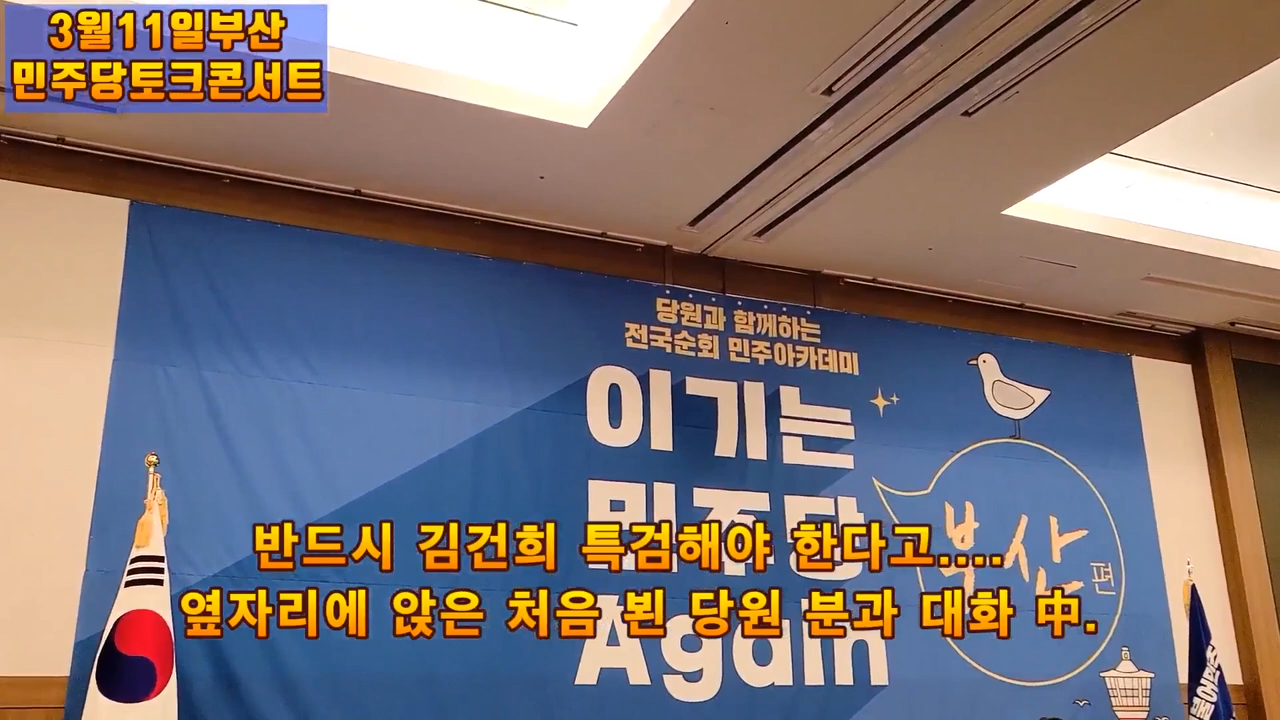 3월11일부산
민주당토크콘서트
당원과 함께하는
전국순회 민주아카데미
이기는
민주당
Again
부산편
반드시 김건희 특검해야 한다고....
옆자리에 앉은 처음 뵌 당원 분과 대화 中.